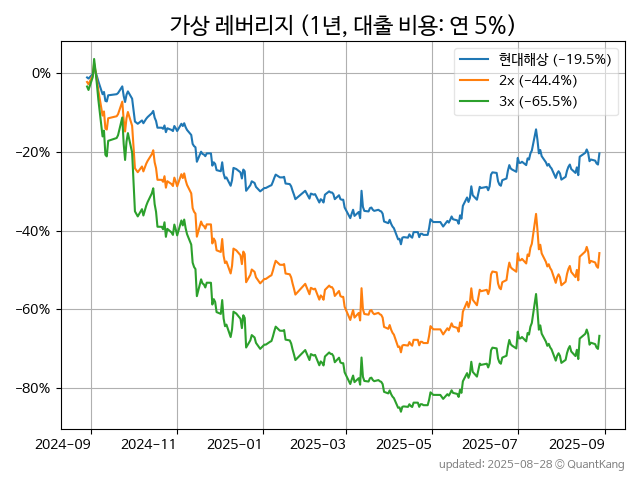 가상 레버리지 (1년, 대출 비용: 연 5%)
현대해상 (−19.5%)
2x (−44.4%)
3x (−65.5%)
0%
−20%
−40%
−60%
−80%
2024-09 2024-11 2025-01 2025-03 2025-05 2025-07 2025-09
updated: 2025-08-28 © QuantKang